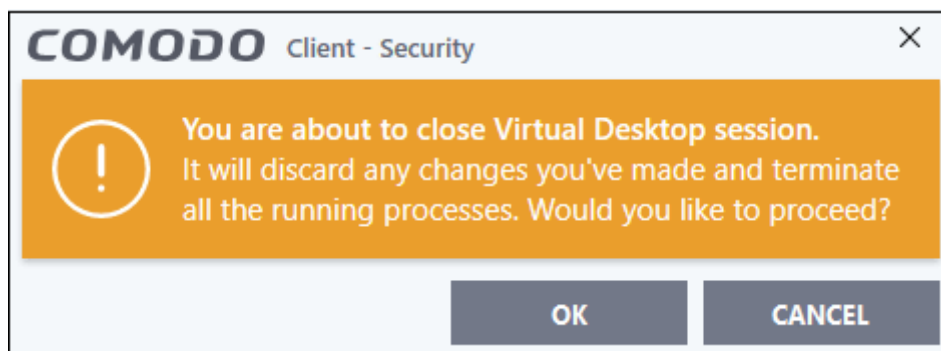 COMODO Client - Security
You are about to close Virtual Desktop session.
It will discard any changes you've made and terminate
all the running processes. Would you like to proceed?
OK CANCEL